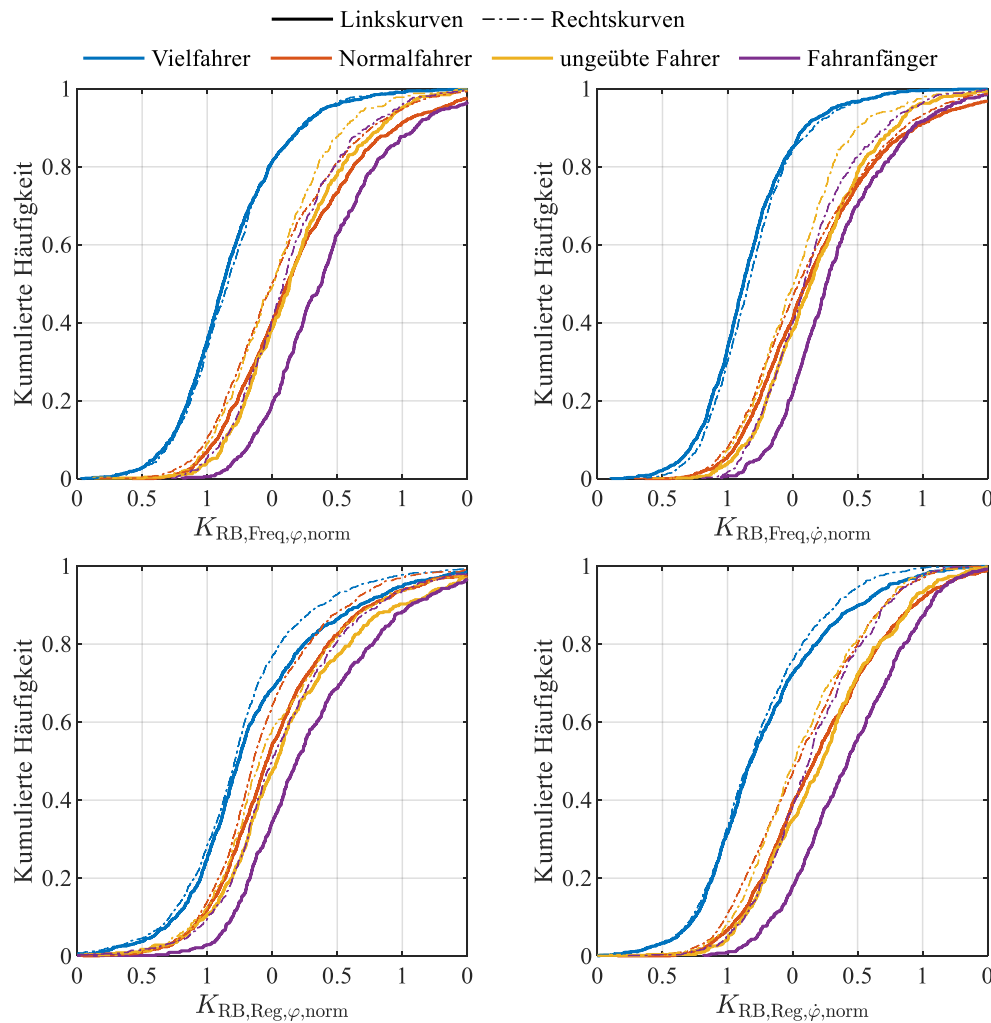 Linkskurven Rechtskurven
Vielfahrer Normalfahrer ungeübte Fahrer Fahranfänger
1 0.8 0.6 0.4 0.2 0
Kumulierte Häufigkeit
0 0.5 1 0 0.5 1 0
K_RB,Freq,φ,norm
1 0.8 0.6 0.4 0.2 0
Kumulierte Häufigkeit
0 0.5 1 0 0.5 1 0
K_RB,Freq,φ̇,norm
1 0.8 0.6 0.4 0.2 0
Kumulierte Häufigkeit
0 0.5 1 0 0.5 1 0
K_RB,Reg,φ,norm
1 0.8 0.6 0.4 0.2 0
Kumulierte Häufigkeit
0 0.5 1 0 0.5 1 0
K_RB,Reg,φ̇,norm